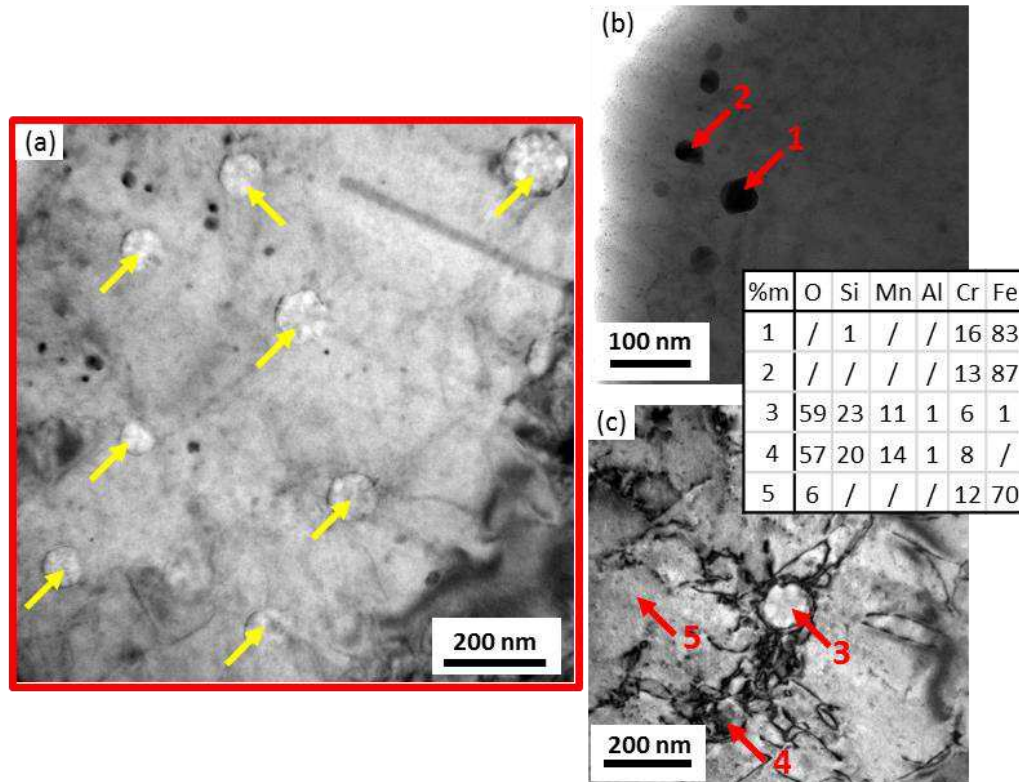 (a)
200 nm
(b)
2
1
100 nm
%m O Si Mn Al Cr Fe
1 / 1 / / 16 83
2 / / / / 13 87
3 59 23 11 1 6 1
4 57 20 14 1 8 /
5 6 / / / 12 70
(c)
5
3
4
200 nm